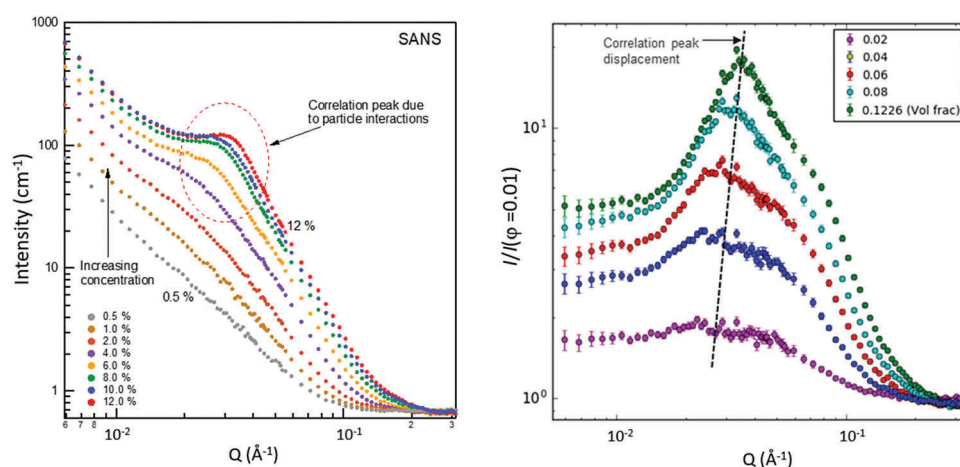 SANS
Correlation peak due
to particle interactions
12 %
Increasing
concentration
0.5 %
0.5 %
1.0 %
2.0 %
4.0 %
6.0 %
8.0 %
10.0 %
12.0 %
Intensity (cm⁻¹)
1000
100
10
1
6 7 8
10⁻²
10⁻¹
2 3
Q (Å⁻¹)
Correlation peak
displacement
0.02
0.04
0.06
0.08
0.1226 (Vol frac)
I/(φ =0.01)
10¹
10⁰
10⁻²
10⁻¹
Q (Å⁻¹)